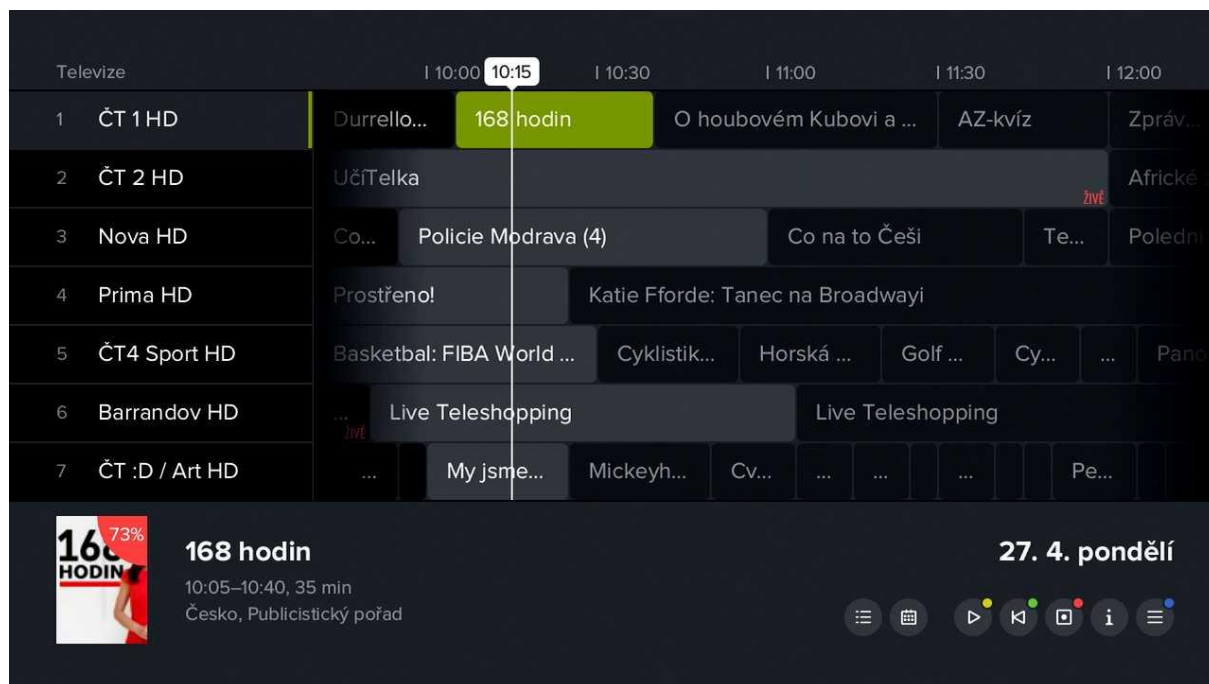 Televize 10:00 10:15 10:30 11:00 11:30 12:00
1 ČT 1 HD Durrello... 168 hodin O houbovém Kubovi a ... AZ-kvíz Zpráv...
2 ČT 2 HD UčíTelka ŽIVĚ Africké
3 Nova HD Co... Policie Modrava (4) Co na to Češi Te... Polední
4 Prima HD Prostřeno! Katie Fforde: Tanec na Broadwayi
5 ČT4 Sport HD Basketbal: FIBA World ... Cyklistik... Horská ... Golf ... Cy... ... Pano
6 Barrandov HD ... ŽIVĚ Live Teleshopping Live Teleshopping
7 ČT :D / Art HD ... My jsme... Mickeyh... Cv... ... ... ... Pe...
168 73%
HODIN
168 hodin
27. 4. pondělí
10:05–10:40, 35 min
Česko, Publicistický pořad